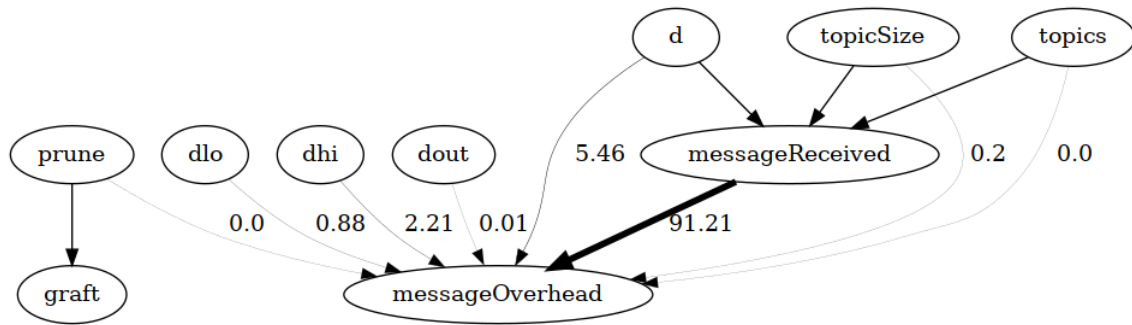 d
topicSize
topics
prune
dlo
dhi
dout
5.46
messageReceived
0.2
0.0
0.0
0.88
2.21
0.01
91.21
graft
messageOverhead